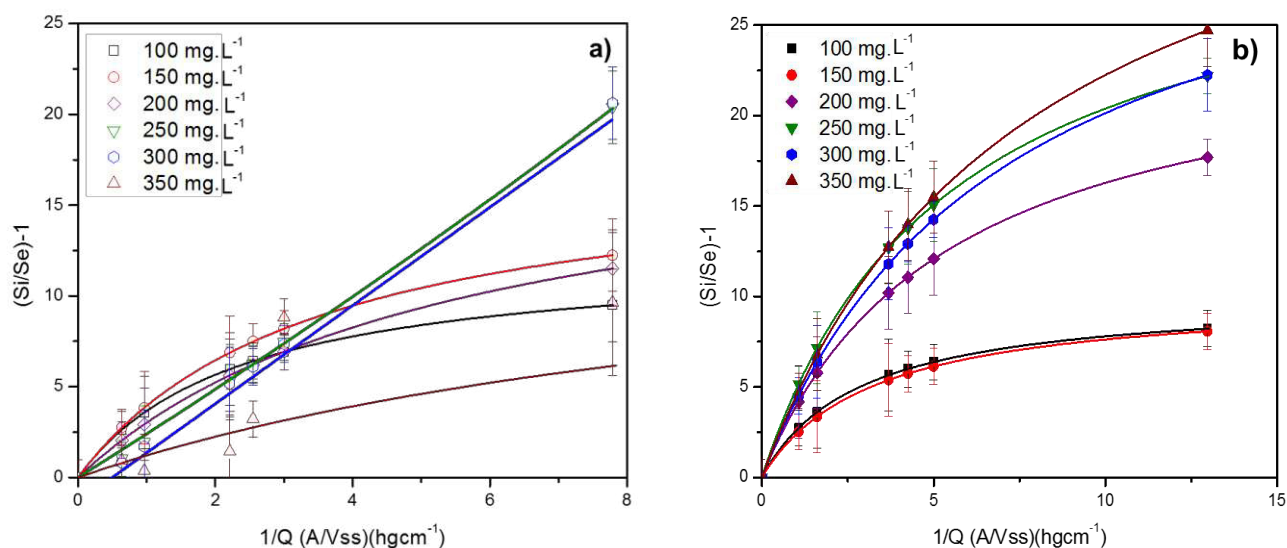 a)
25
20
15
10
5
0
(Si/Se)-1
100 mg.L⁻¹
150 mg.L⁻¹
200 mg.L⁻¹
250 mg.L⁻¹
300 mg.L⁻¹
350 mg.L⁻¹
0 2 4 6 8
1/Q (A/Vss)(hgcm⁻¹)
b)
25
20
15
10
5
0
(Si/Se)-1
100 mg.L⁻¹
150 mg.L⁻¹
200 mg.L⁻¹
250 mg.L⁻¹
300 mg.L⁻¹
350 mg.L⁻¹
0 5 10 15
1/Q (A/Vss)(hgcm⁻¹)